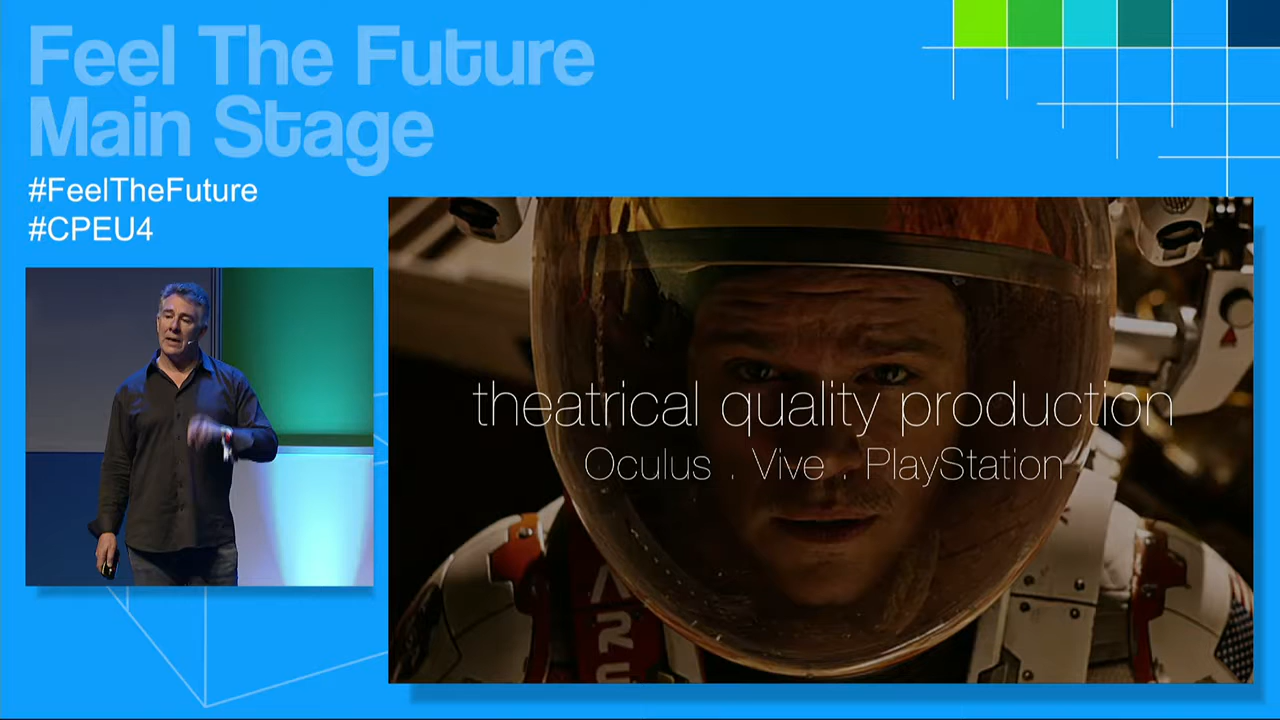 Feel The Future
Main Stage
#FeelTheFuture
#CPEU4
theatrical quality production
Oculus . Vive . PlayStation